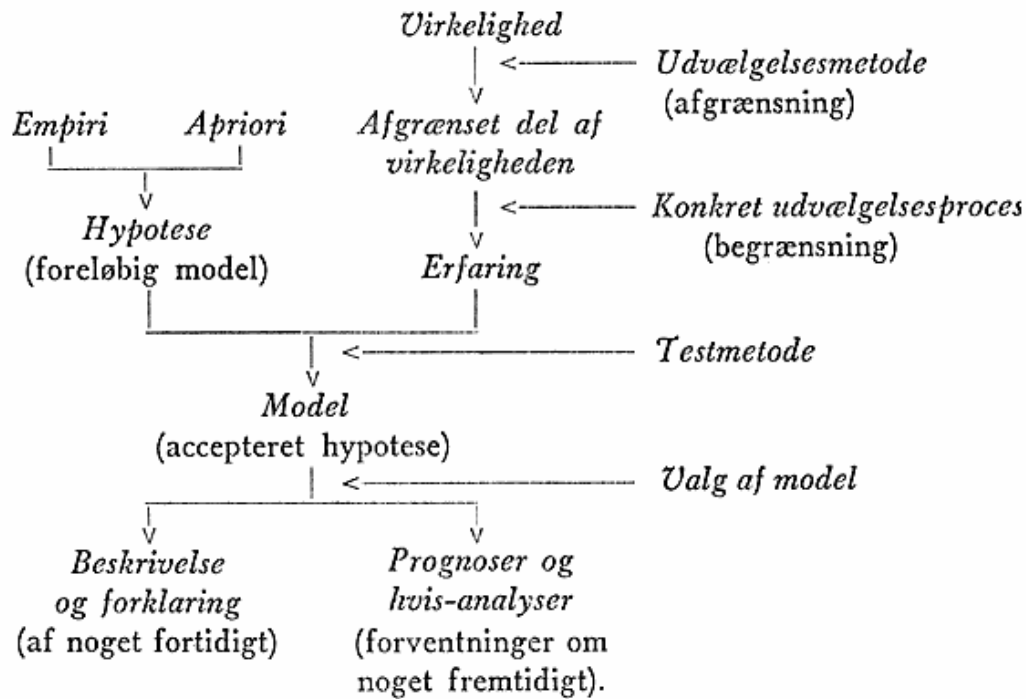 Virkelighed
Udvælgelsesmetode
(afgrænsning)
Empiri Apriori
Afgrænset del af
virkeligheden
Konkret udvælgelsesproces
(begrænsning)
Hypotese
(foreløbig model)
Erfaring
Testmetode
Model
(accepteret hypotese)
Valg af model
Beskrivelse
og forklaring
(af noget fortidigt)
Prognoser og
hvis-analyser
(forventninger om
noget fremtidigt).